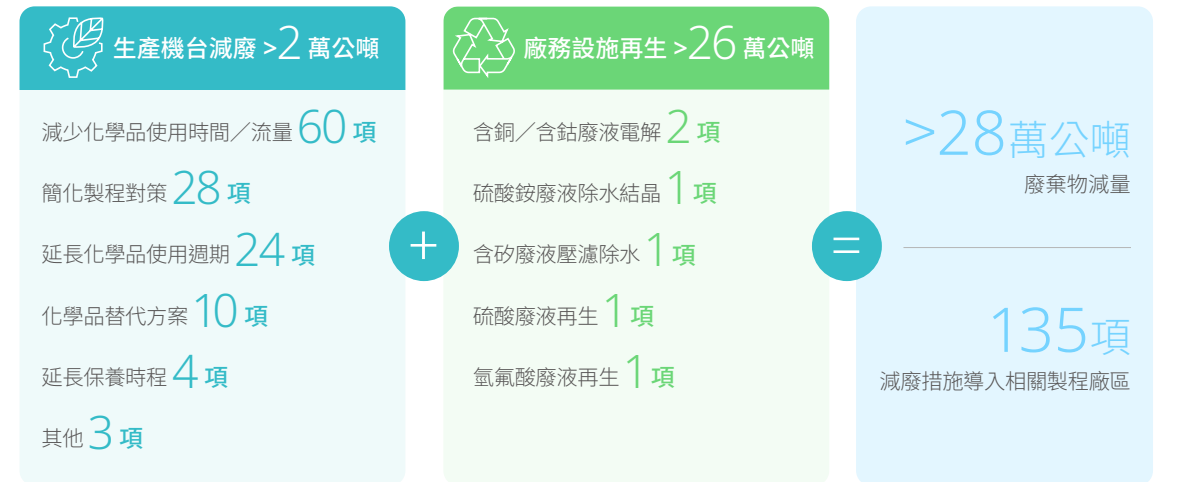 生產機台減廢 >2 萬公噸
減少化學品使用時間／流量 60 項
簡化製程對策 28 項
延長化學品使用週期 24 項
化學品替代方案 10 項
延長保養時程 4 項
其他 3 項
+
廠務設施再生 >26 萬公噸
含銅／含鈷廢液電解 2 項
硫酸銨廢液除水結晶 1 項
含矽廢液壓濾除水 1 項
硫酸廢液再生 1 項
氫氟酸廢液再生 1 項
=
>28萬公噸
廢棄物減量
135項
減廢措施導入相關製程廠區